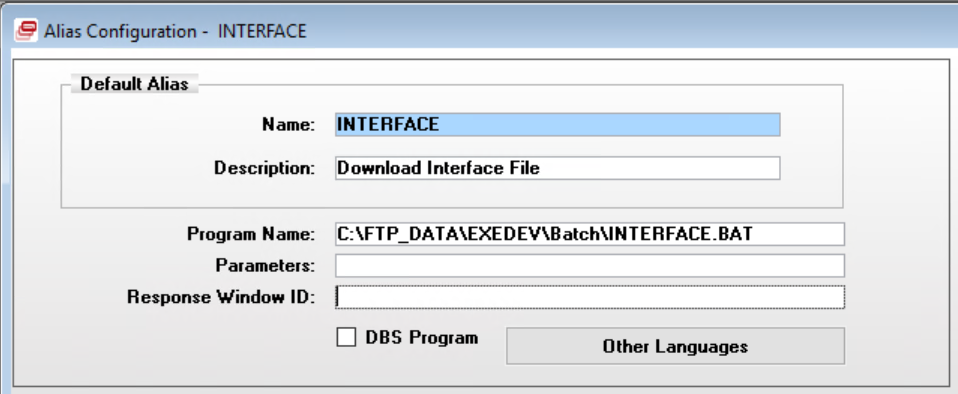 Alias Configuration - INTERFACE
Default Alias
Name: INTERFACE
Description: Download Interface File
Program Name: C:\FTP_DATA\EXEDEV\Batch\INTERFACE.BAT
Parameters:
Response Window ID:
DBS Program
Other Languages